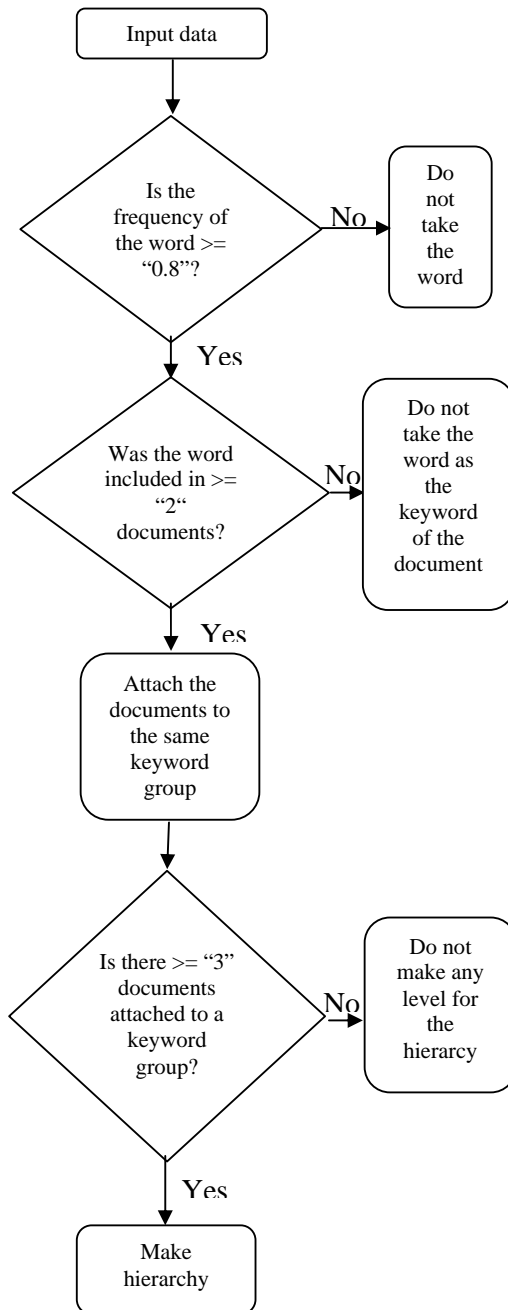 Input data
Is the
frequency of
the word >=
“0.8”?
No
Do
not
take
the
word
Yes
Was the word
included in >=
“2“
documents?
No
Do not
take the
word as
the
keyword
of the
document
Yes
Attach the
documents to
the same
keyword
group
Is there >= “3”
documents
attached to a
keyword
group?
No
Do not
make any
level for
the
hierarcy
Yes
Make
hierarchy